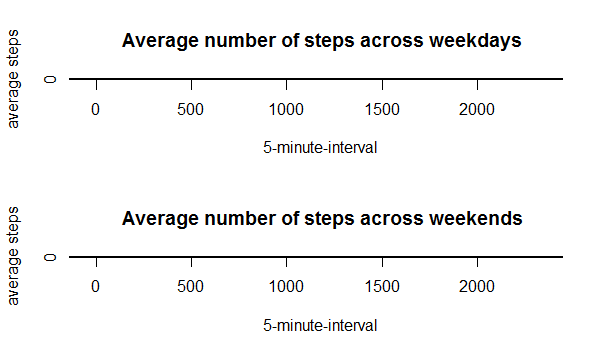 Average number of steps across weekdays
average steps
0
0 500 1000 1500 2000
5-minute-interval
Average number of steps across weekends
average steps
0
0 500 1000 1500 2000
5-minute-interval